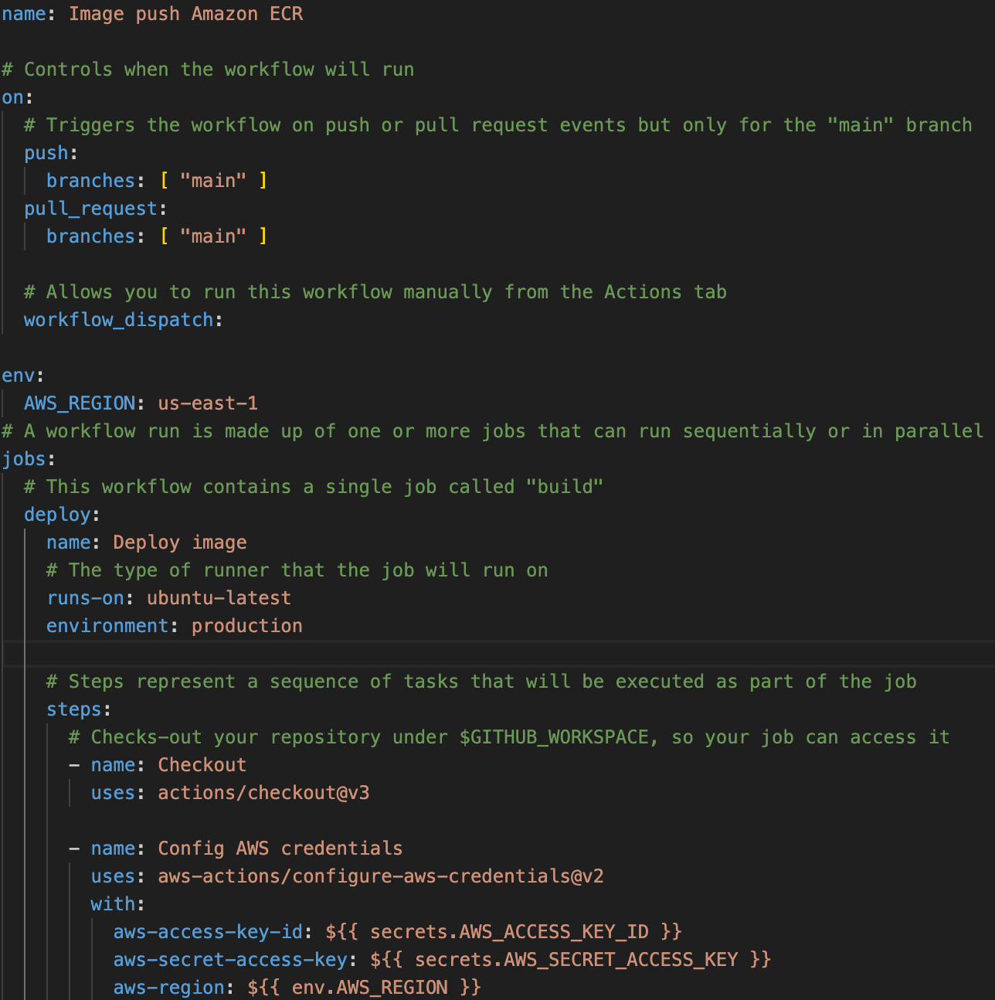 name: Image push Amazon ECR
# Controls when the workflow will run
on:
  # Triggers the workflow on push or pull request events but only for the "main" branch
  push:
    branches: [ "main" ]
  pull_request:
    branches: [ "main" ]
  # Allows you to run this workflow manually from the Actions tab
  workflow_dispatch:
env:
  AWS_REGION: us-east-1
# A workflow run is made up of one or more jobs that can run sequentially or in parallel
jobs:
  # This workflow contains a single job called "build"
  deploy:
    name: Deploy image
    # The type of runner that the job will run on
    runs-on: ubuntu-latest
    environment: production
    # Steps represent a sequence of tasks that will be executed as part of the job
    steps:
      # Checks-out your repository under $GITHUB_WORKSPACE, so your job can access it
      - name: Checkout
        uses: actions/checkout@v3
      - name: Config AWS credentials
        uses: aws-actions/configure-aws-credentials@v2
        with:
          aws-access-key-id: ${{ secrets.AWS_ACCESS_KEY_ID }}
          aws-secret-access-key: ${{ secrets.AWS_SECRET_ACCESS_KEY }}
          aws-region: ${{ env.AWS_REGION }}